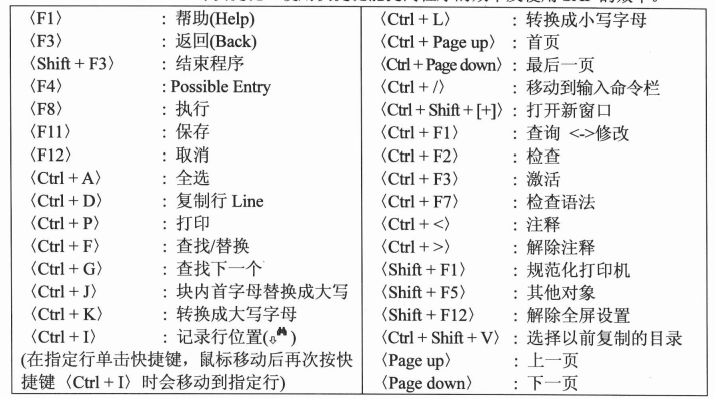 〈F1〉 : 帮助(Help)
〈F3〉 : 返回(Back)
〈Shift + F3〉 : 结束程序
〈F4〉 : Possible Entry
〈F8〉 : 执行
〈F11〉 : 保存
〈F12〉 : 取消
〈Ctrl + A〉 : 全选
〈Ctrl + D〉 : 复制行 Line
〈Ctrl + P〉 : 打印
〈Ctrl + F〉 : 查找/替换
〈Ctrl + G〉 : 查找下一个
〈Ctrl + J〉 : 块内首字母替换成大写
〈Ctrl + K〉 : 转换成大写字母
〈Ctrl + I〉 : 记录行位置( )
(在指定行单击快捷键，鼠标移动后再次按快
捷键〈Ctrl + I〉时会移动到指定行)
〈Ctrl + L〉 : 转换成小写字母
〈Ctrl + Page up〉 : 首页
〈Ctrl + Page down〉 : 最后一页
〈Ctrl + /〉 : 移动到输入命令栏
〈Ctrl + Shift + [+]〉 : 打开新窗口
〈Ctrl + F1〉 : 查询 <->修改
〈Ctrl + F2〉 : 检查
〈Ctrl + F3〉 : 激活
〈Ctrl + F7〉 : 检查语法
〈Ctrl + <〉 : 注释
〈Ctrl + >〉 : 解除注释
〈Shift + F1〉 : 规范化打印机
〈Shift + F5〉 : 其他对象
〈Shift + F12〉 : 解除全屏设置
〈Ctrl + Shift + V〉 : 选择以前复制的目录
〈Page up〉 : 上一页
〈Page down〉 : 下一页